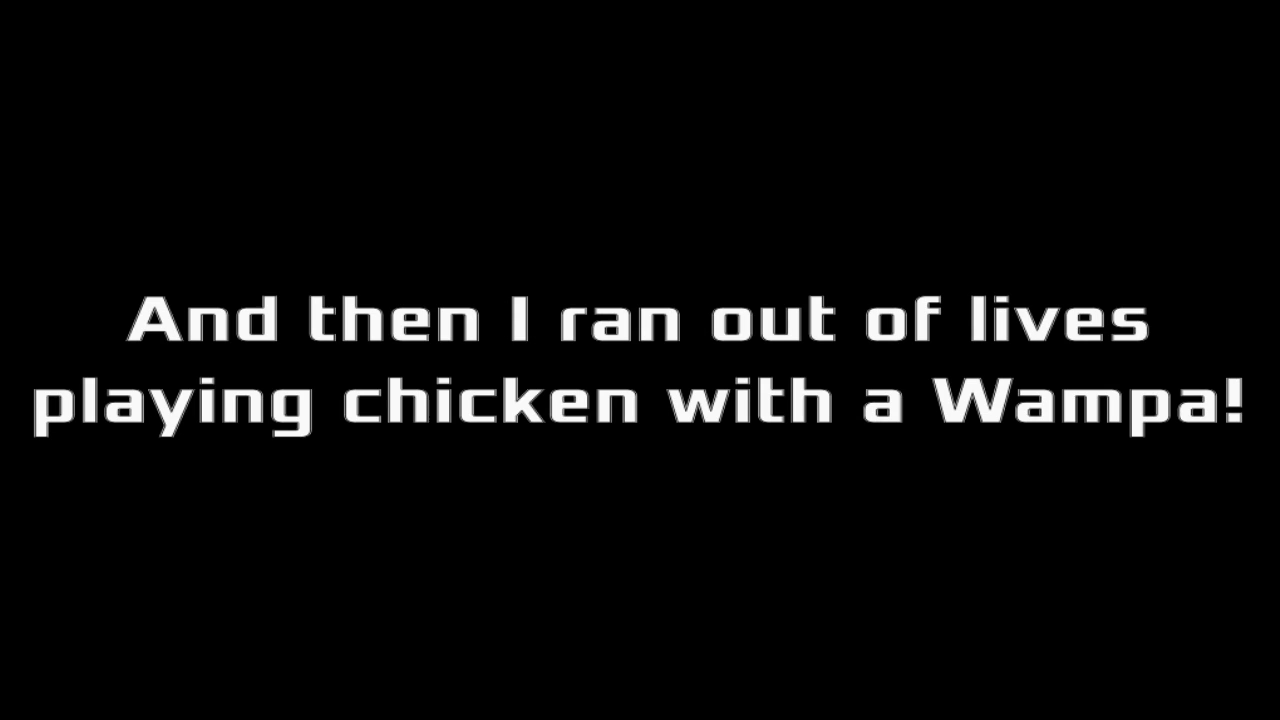 And then I ran out of lives
playing chicken with a Wampa!